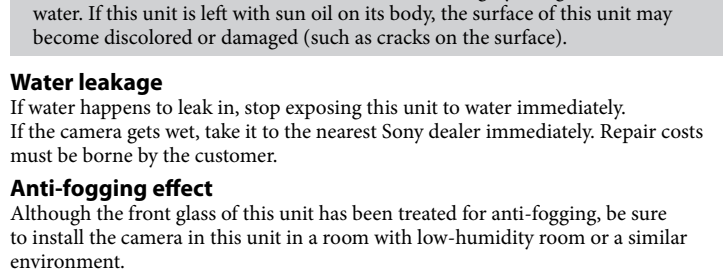 water. If this unit is left with sun oil on its body, the surface of this unit may
become discolored or damaged (such as cracks on the surface).
Water leakage
If water happens to leak in, stop exposing this unit to water immediately.
If the camera gets wet, take it to the nearest Sony dealer immediately. Repair costs
must be borne by the customer.
Anti-fogging effect
Although the front glass of this unit has been treated for anti-fogging, be sure
to install the camera in this unit in a room with low-humidity room or a similar
environment.